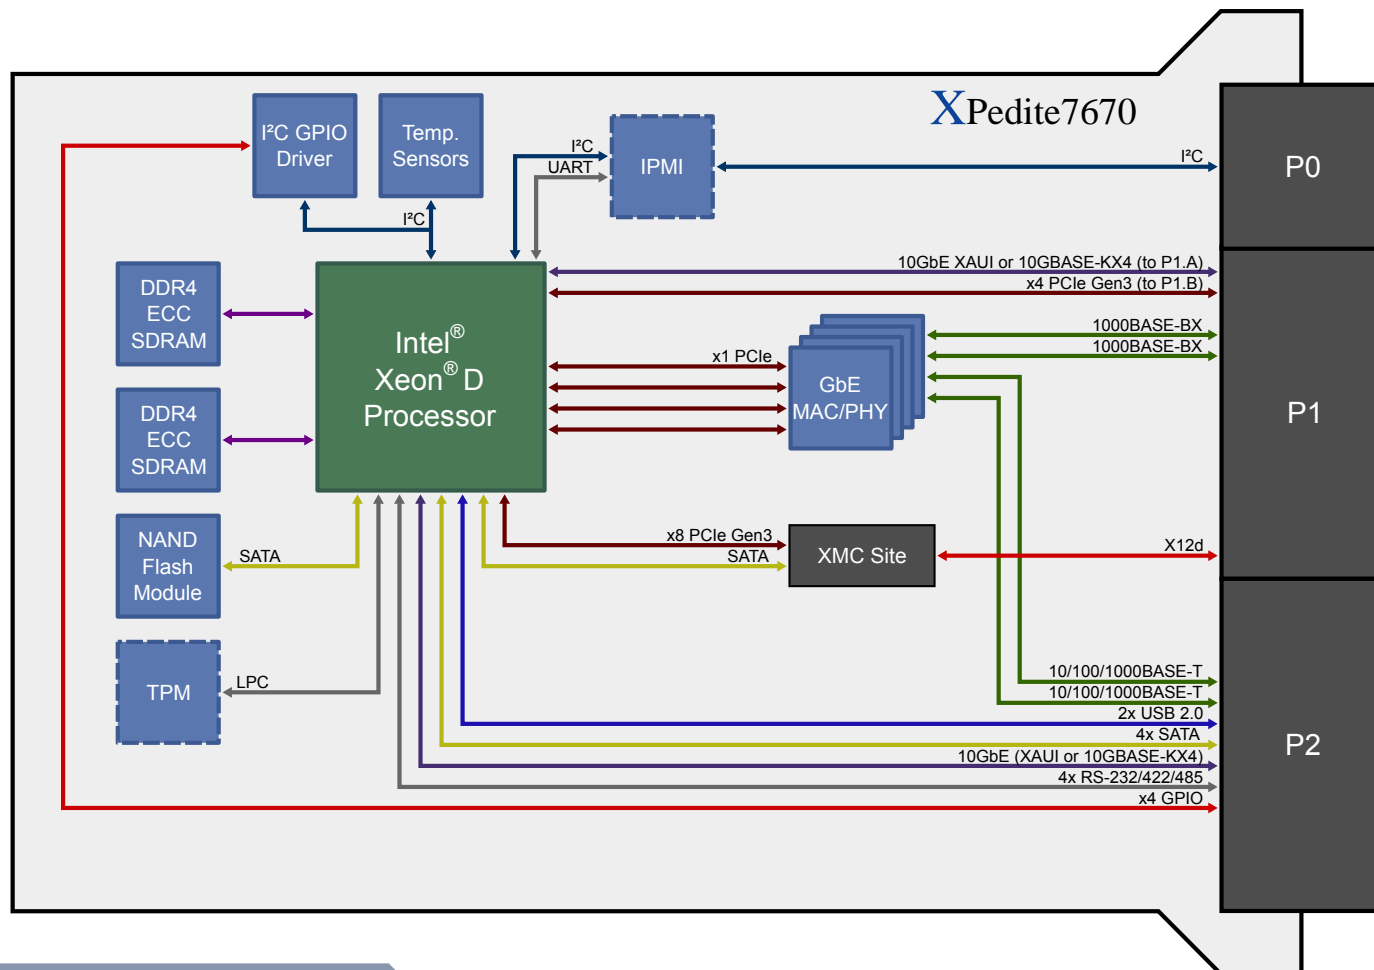 XPedite7670
I²C GPIO
Driver
Temp.
Sensors
I²C
I²C
UART
IPMI
I²C
P0
10GbE XAUI or 10GBASE-KX4 (to P1.A)
x4 PCIe Gen3 (to P1.B)
DDR4
ECC
SDRAM
Intel®
Xeon® D
Processor
x1 PCIe
GbE
MAC/PHY
1000BASE-BX
1000BASE-BX
P1
DDR4
ECC
SDRAM
NAND
Flash
Module
SATA
x8 PCIe Gen3
SATA
XMC Site
X12d
TPM
LPC
10/100/1000BASE-T
10/100/1000BASE-T
2x USB 2.0
4x SATA
10GbE (XAUI or 10GBASE-KX4)
4x RS-232/422/485
x4 GPIO
P2